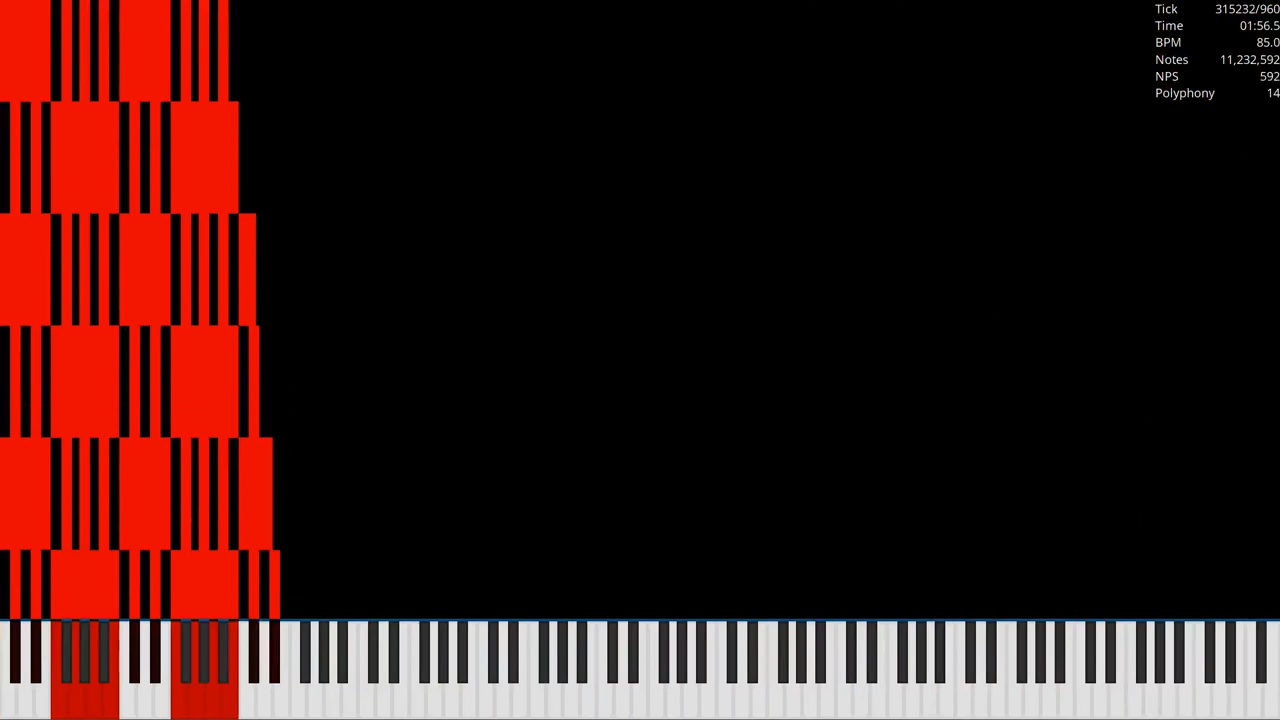 Tick 315232/960
Time 01:56.5
BPM 85.0
Notes 11,232,592
NPS 592
Polyphony 14